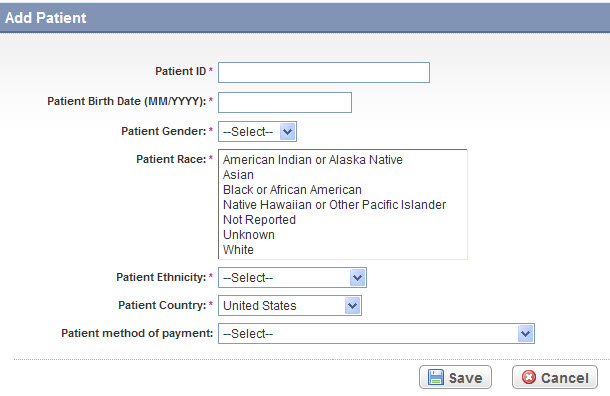 Add Patient
Patient ID *
Patient Birth Date (MM/YYYY): *
Patient Gender: * --Select--
Patient Race: * American Indian or Alaska Native
Asian
Black or African American
Native Hawaiian or Other Pacific Islander
Not Reported
Unknown
White
Patient Ethnicity: * --Select--
Patient Country: * United States
Patient method of payment: --Select--
Save Cancel